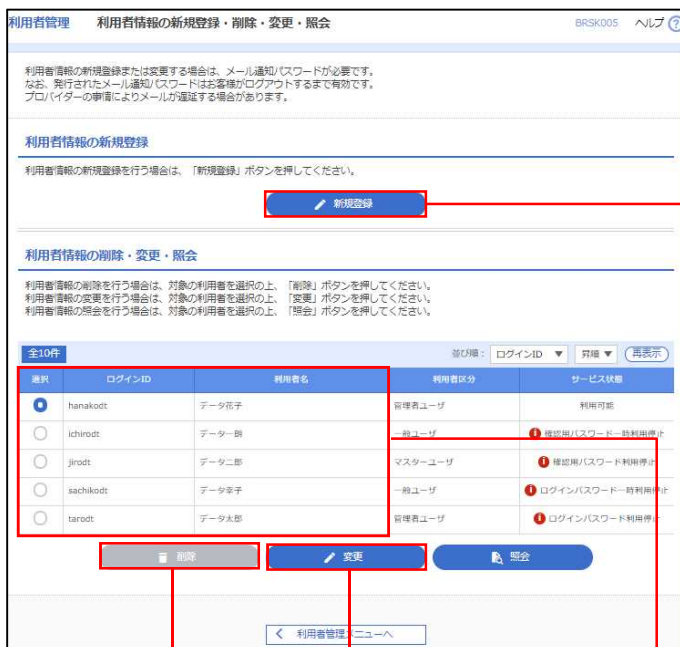 利用者管理 利用者情報の新規登録・削除・変更・照会 BRSK005 ヘルプ ?
利用者情報の新規登録または変更する場合は、メール通知パスワードが必要です。
なお、発行されたメール通知パスワードはお客様がログアウトするまで有効です。
プロバイダーの事情によりメールが遅延する場合があります。
利用者情報の新規登録
利用者情報の新規登録を行う場合は、「新規登録」ボタンを押してください。
新規登録
利用者情報の削除・変更・照会
利用者情報の削除を行う場合は、対象の利用者を選択の上、「削除」ボタンを押してください。
利用者情報の変更を行う場合は、対象の利用者を選択の上、「変更」ボタンを押してください。
利用者情報の照会を行う場合は、対象の利用者を選択の上、「照会」ボタンを押してください。
全10件 並び順： ログインID ▼ 昇順 ▼ 再表示
選択 ログインID 利用者名 利用者区分 サービス状態
hanakodt データ花子 管理者ユーザ 利用可能
ichirodt データ一朗 一般ユーザ 確認用パスワード一時利用停止
jirodt データ二郎 マスターユーザ 確認用パスワード利用停止
sachikodt データ幸子 一般ユーザ ログインパスワード一時利用停止
tarodt データ太郎 管理者ユーザ ログインパスワード利用停止
削除 変更 照会
利用者管理メニューへ